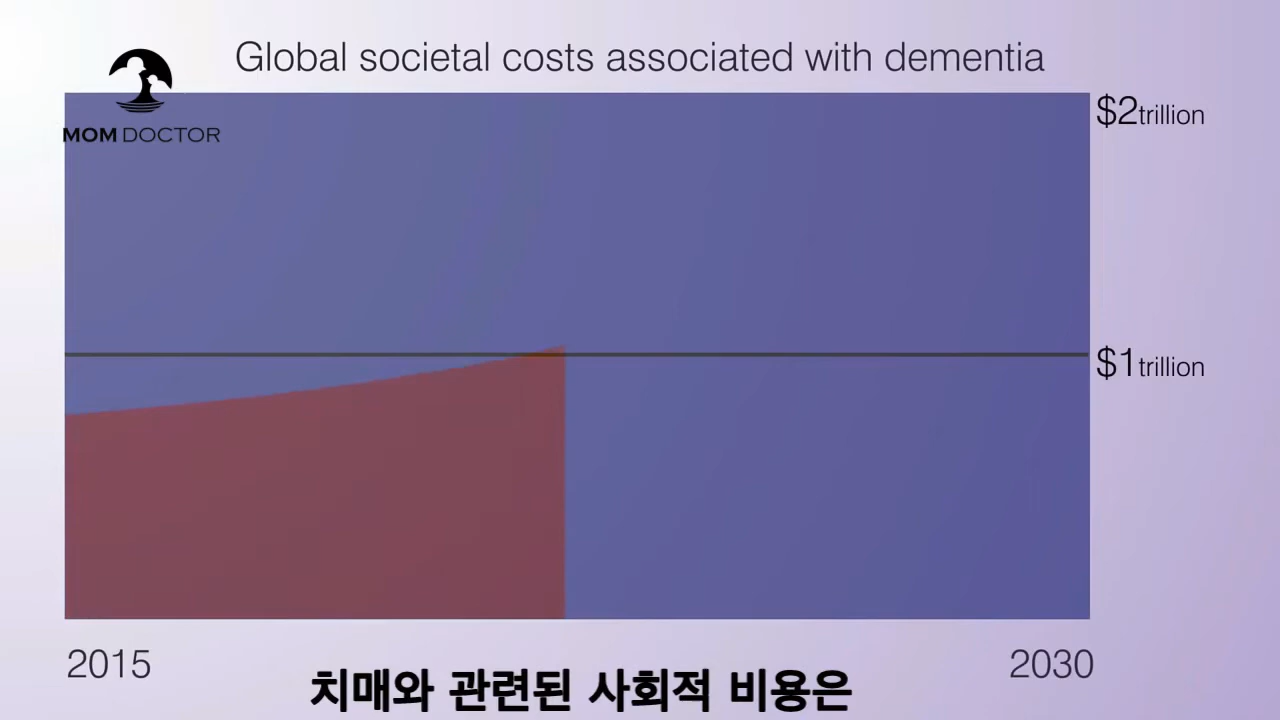 Global societal costs associated with dementia
MOM DOCTOR
$2trillion
$1trillion
2015
2030
치매와 관련된 사회적 비용은